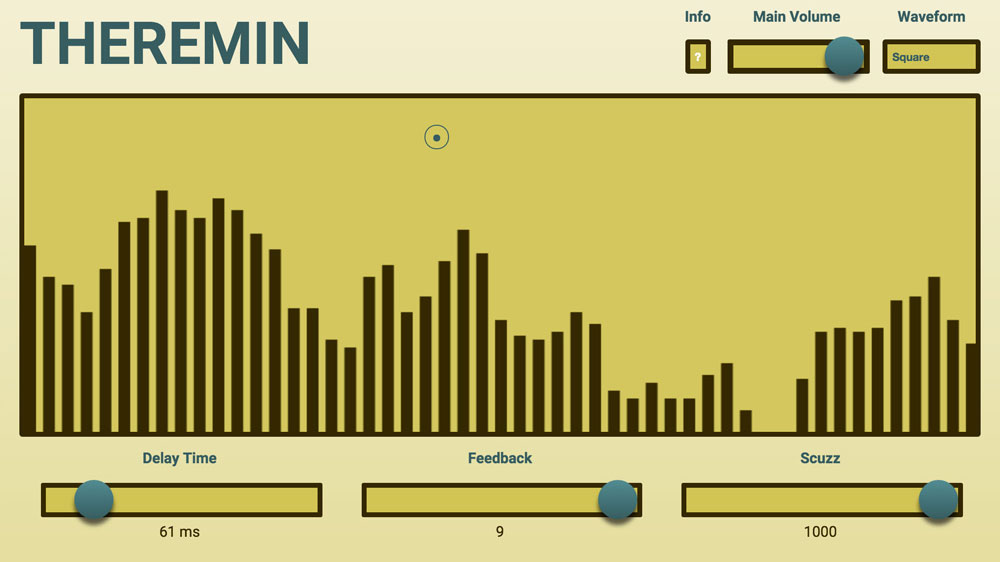 THEREMIN
Info
Main Volume
Waveform
?
Square
Delay Time
Feedback
Scuzz
61 ms
9
1000